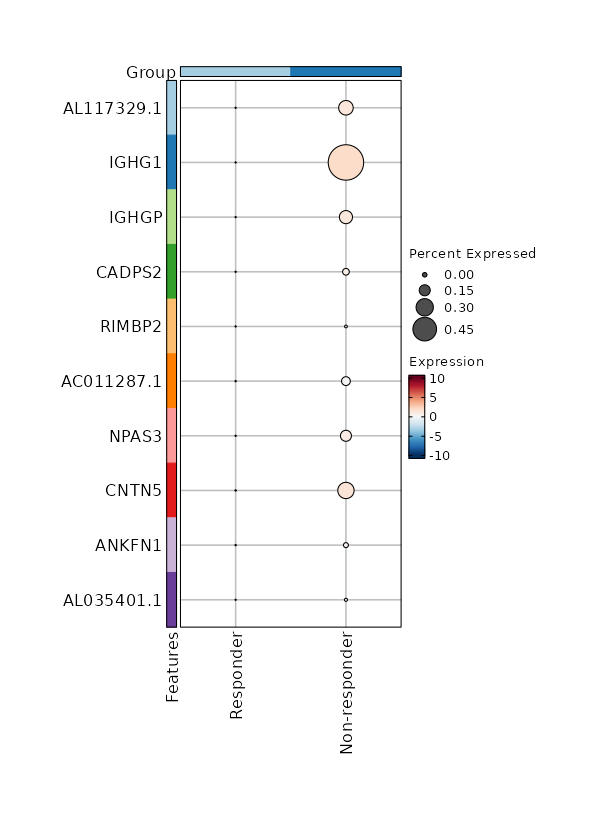 Group
AL117329.1
IGHG1
IGHGP
CADPS2
RIMBP2
AC011287.1
NPAS3
CNTN5
ANKFN1
AL035401.1
Features
Responder
Non-responder
Percent Expressed
0.00
0.15
0.30
0.45
Expression
10
5
0
-5
-10